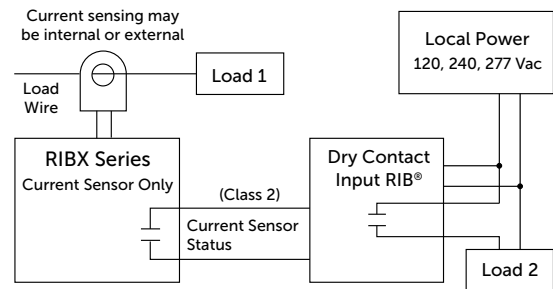 Current sensing may
be internal or external
Load 1
Load
Wire
Local Power
120, 240, 277 Vac
RIBX Series
Current Sensor Only
(Class 2)
Current Sensor
Status
Dry Contact
Input RIB®
Load 2